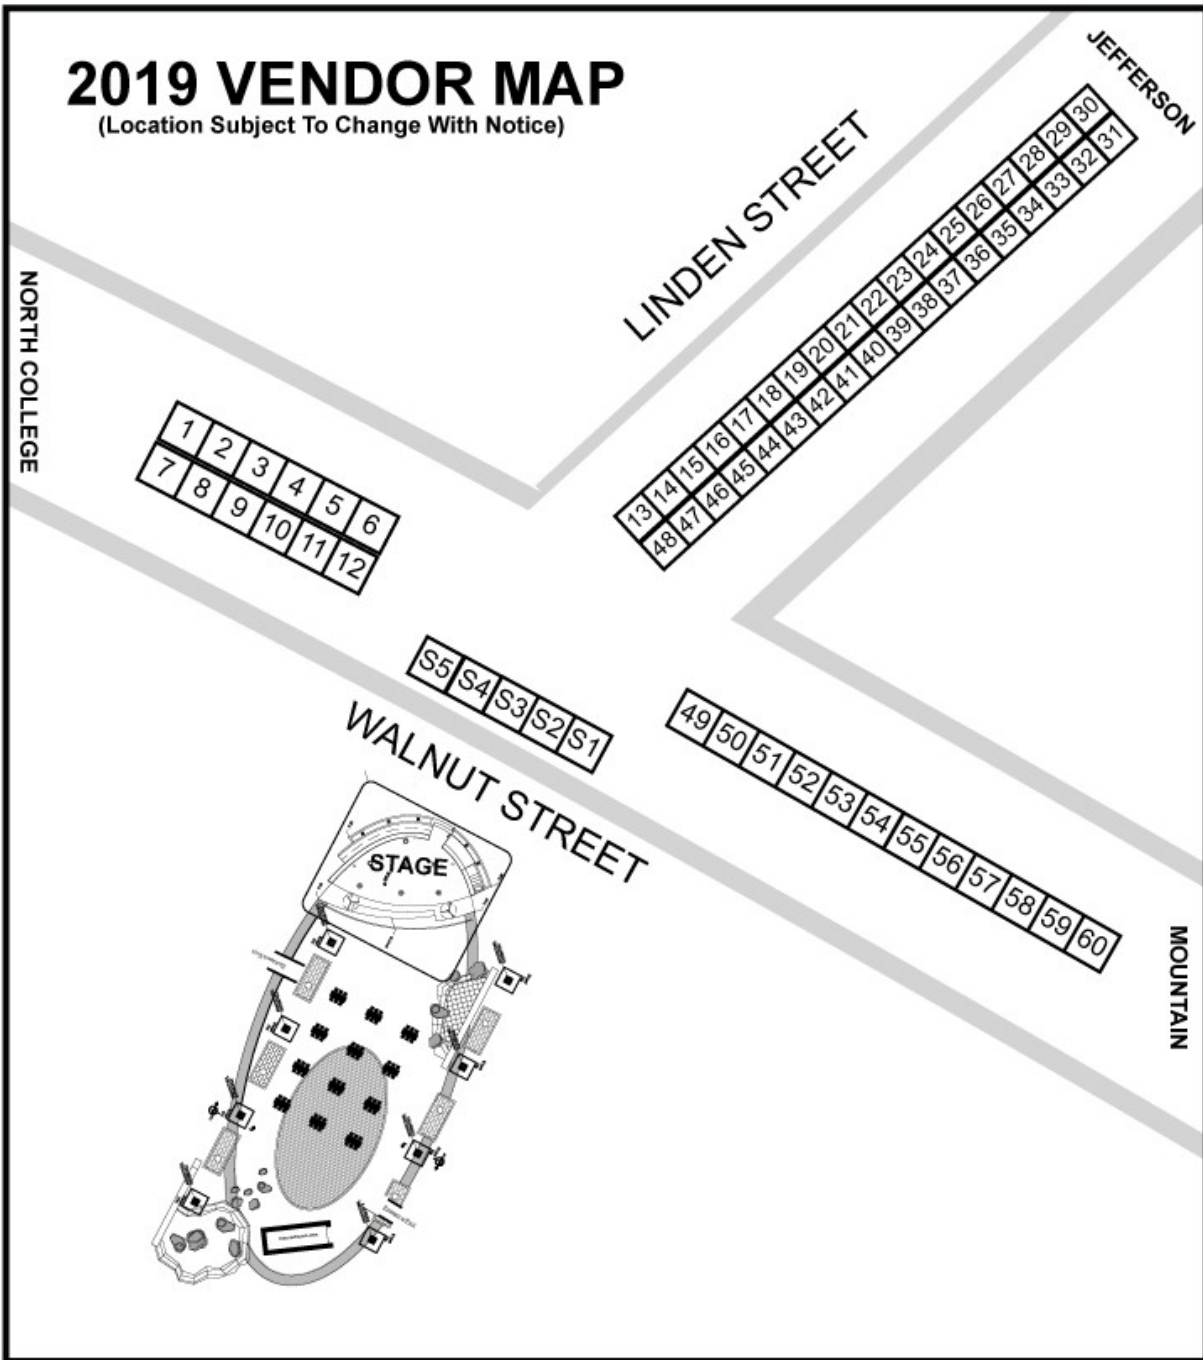 2019 VENDOR MAP
(Location Subject To Change With Notice)
JEFFERSON
LINDEN STREET
NORTH COLLEGE
13 14 15 16 17 18 19 20 21 22 23 24 25 26 27 28 29 30
48 47 46 45 44 43 42 41 40 39 38 37 36 35 34 33 32 31
1 2 3 4 5 6
7 8 9 10 11 12
S5 S4 S3 S2 S1
49 50 51 52 53 54 55 56 57 58 59 60
WALNUT STREET
STAGE
MOUNTAIN